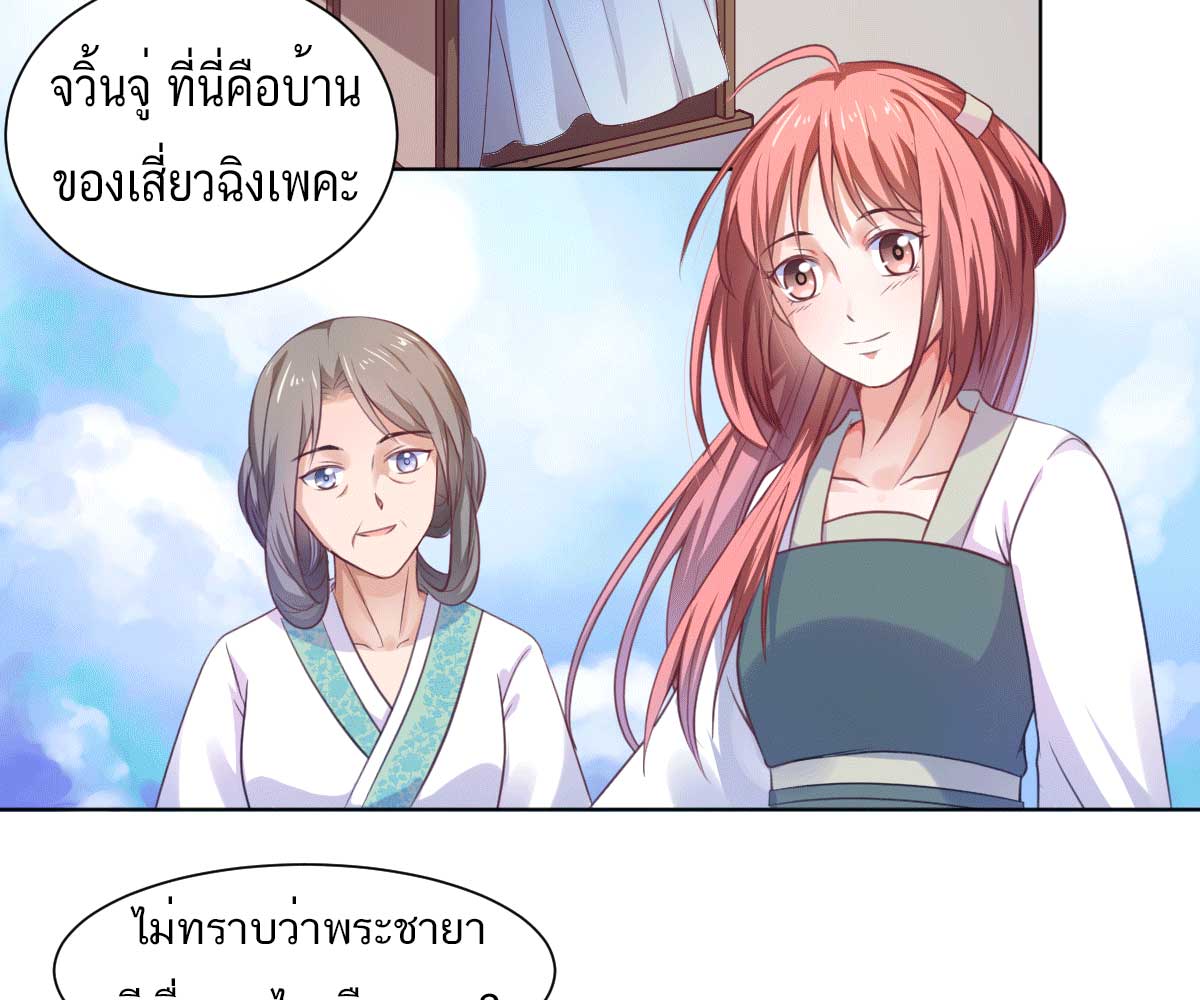 จวิ้นจู่ ที่นี่คือบ้าน
ของเสี่ยวฉิงเพคะ
ไม่ทราบว่าพระชายา